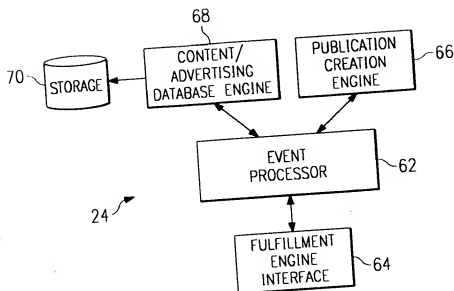 68
CONTENT/
ADVERTISING
DATABASE ENGINE
PUBLICATION
CREATION
ENGINE
66
70
STORAGE
EVENT
PROCESSOR
62
24
FULFILLMENT
ENGINE
INTERFACE
64